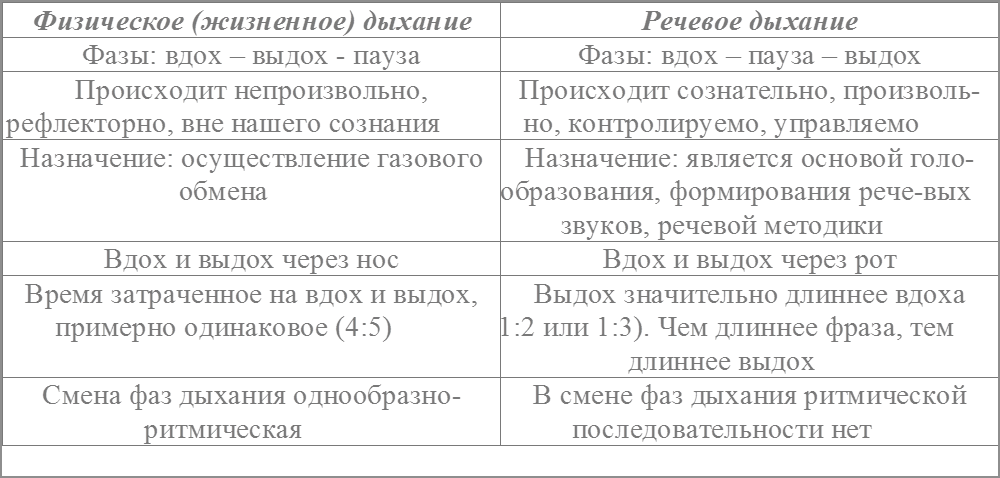 Физическое (жизненное) дыхание
Речевое дыхание
Фазы: вдох – выдох - пауза
Фазы: вдох – пауза – выдох
Происходит непроизвольно,
рефлекторно, вне нашего сознания
Происходит сознательно, произволь-
но, контролируемо, управляемо
Назначение: осуществление газового
обмена
Назначение: является основой голо-
образования, формирования рече-вых
звуков, речевой методики
Вдох и выдох через нос
Вдох и выдох через рот
Время затраченное на вдох и выдох,
примерно одинаковое (4:5)
Выдох значительно длиннее вдоха
1:2 или 1:3). Чем длиннее фраза, тем
длиннее выдох
Смена фаз дыхания однообразно-
ритмическая
В смене фаз дыхания ритмической
последовательности нет